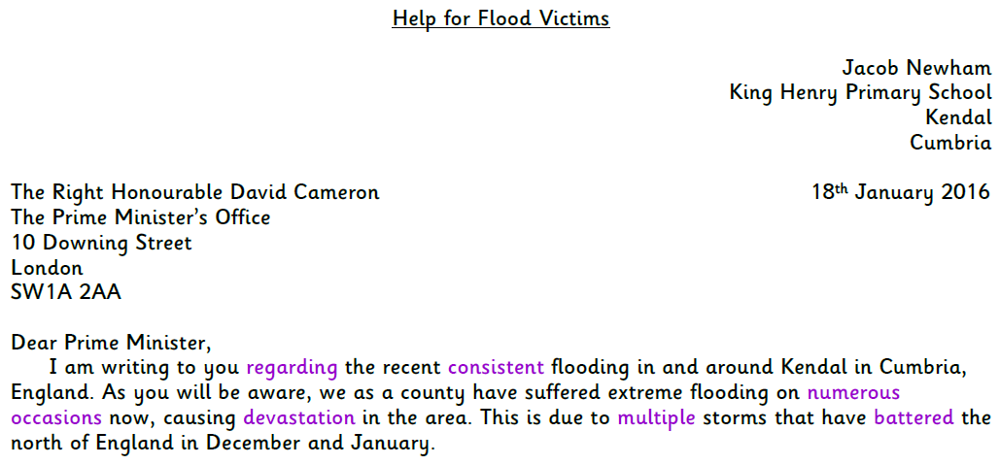 Help for Flood Victims
Jacob Newham
King Henry Primary School
Kendal
Cumbria
The Right Honourable David Cameron 18th January 2016
The Prime Minister’s Office
10 Downing Street
London
SW1A 2AA
Dear Prime Minister,
I am writing to you regarding the recent consistent flooding in and around Kendal in Cumbria,
England. As you will be aware, we as a county have suffered extreme flooding on numerous
occasions now, causing devastation in the area. This is due to multiple storms that have battered the
north of England in December and January.